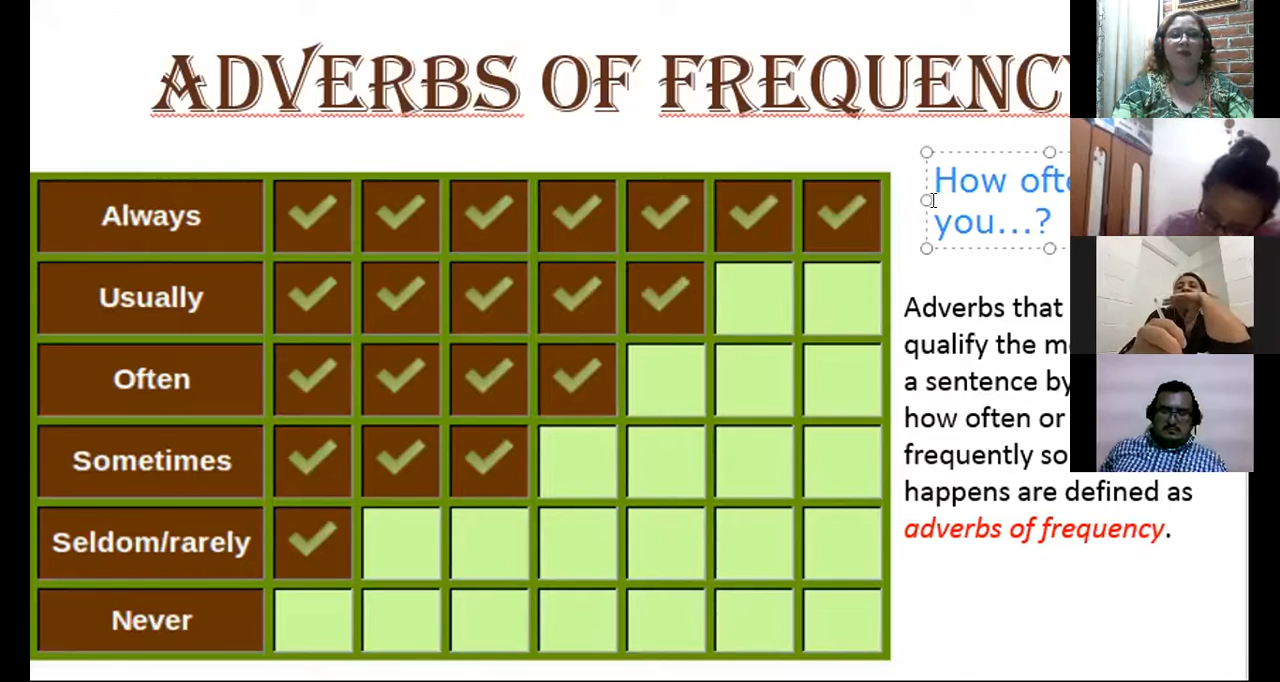 ADVERBS OF FREQUENC
How ofte
you...?
Always
Usually
Often
Sometimes
Seldom/rarely
Never
Adverbs that
qualify the m
a sentence by
how often or
frequently so
happens are defined as
adverbs of frequency.